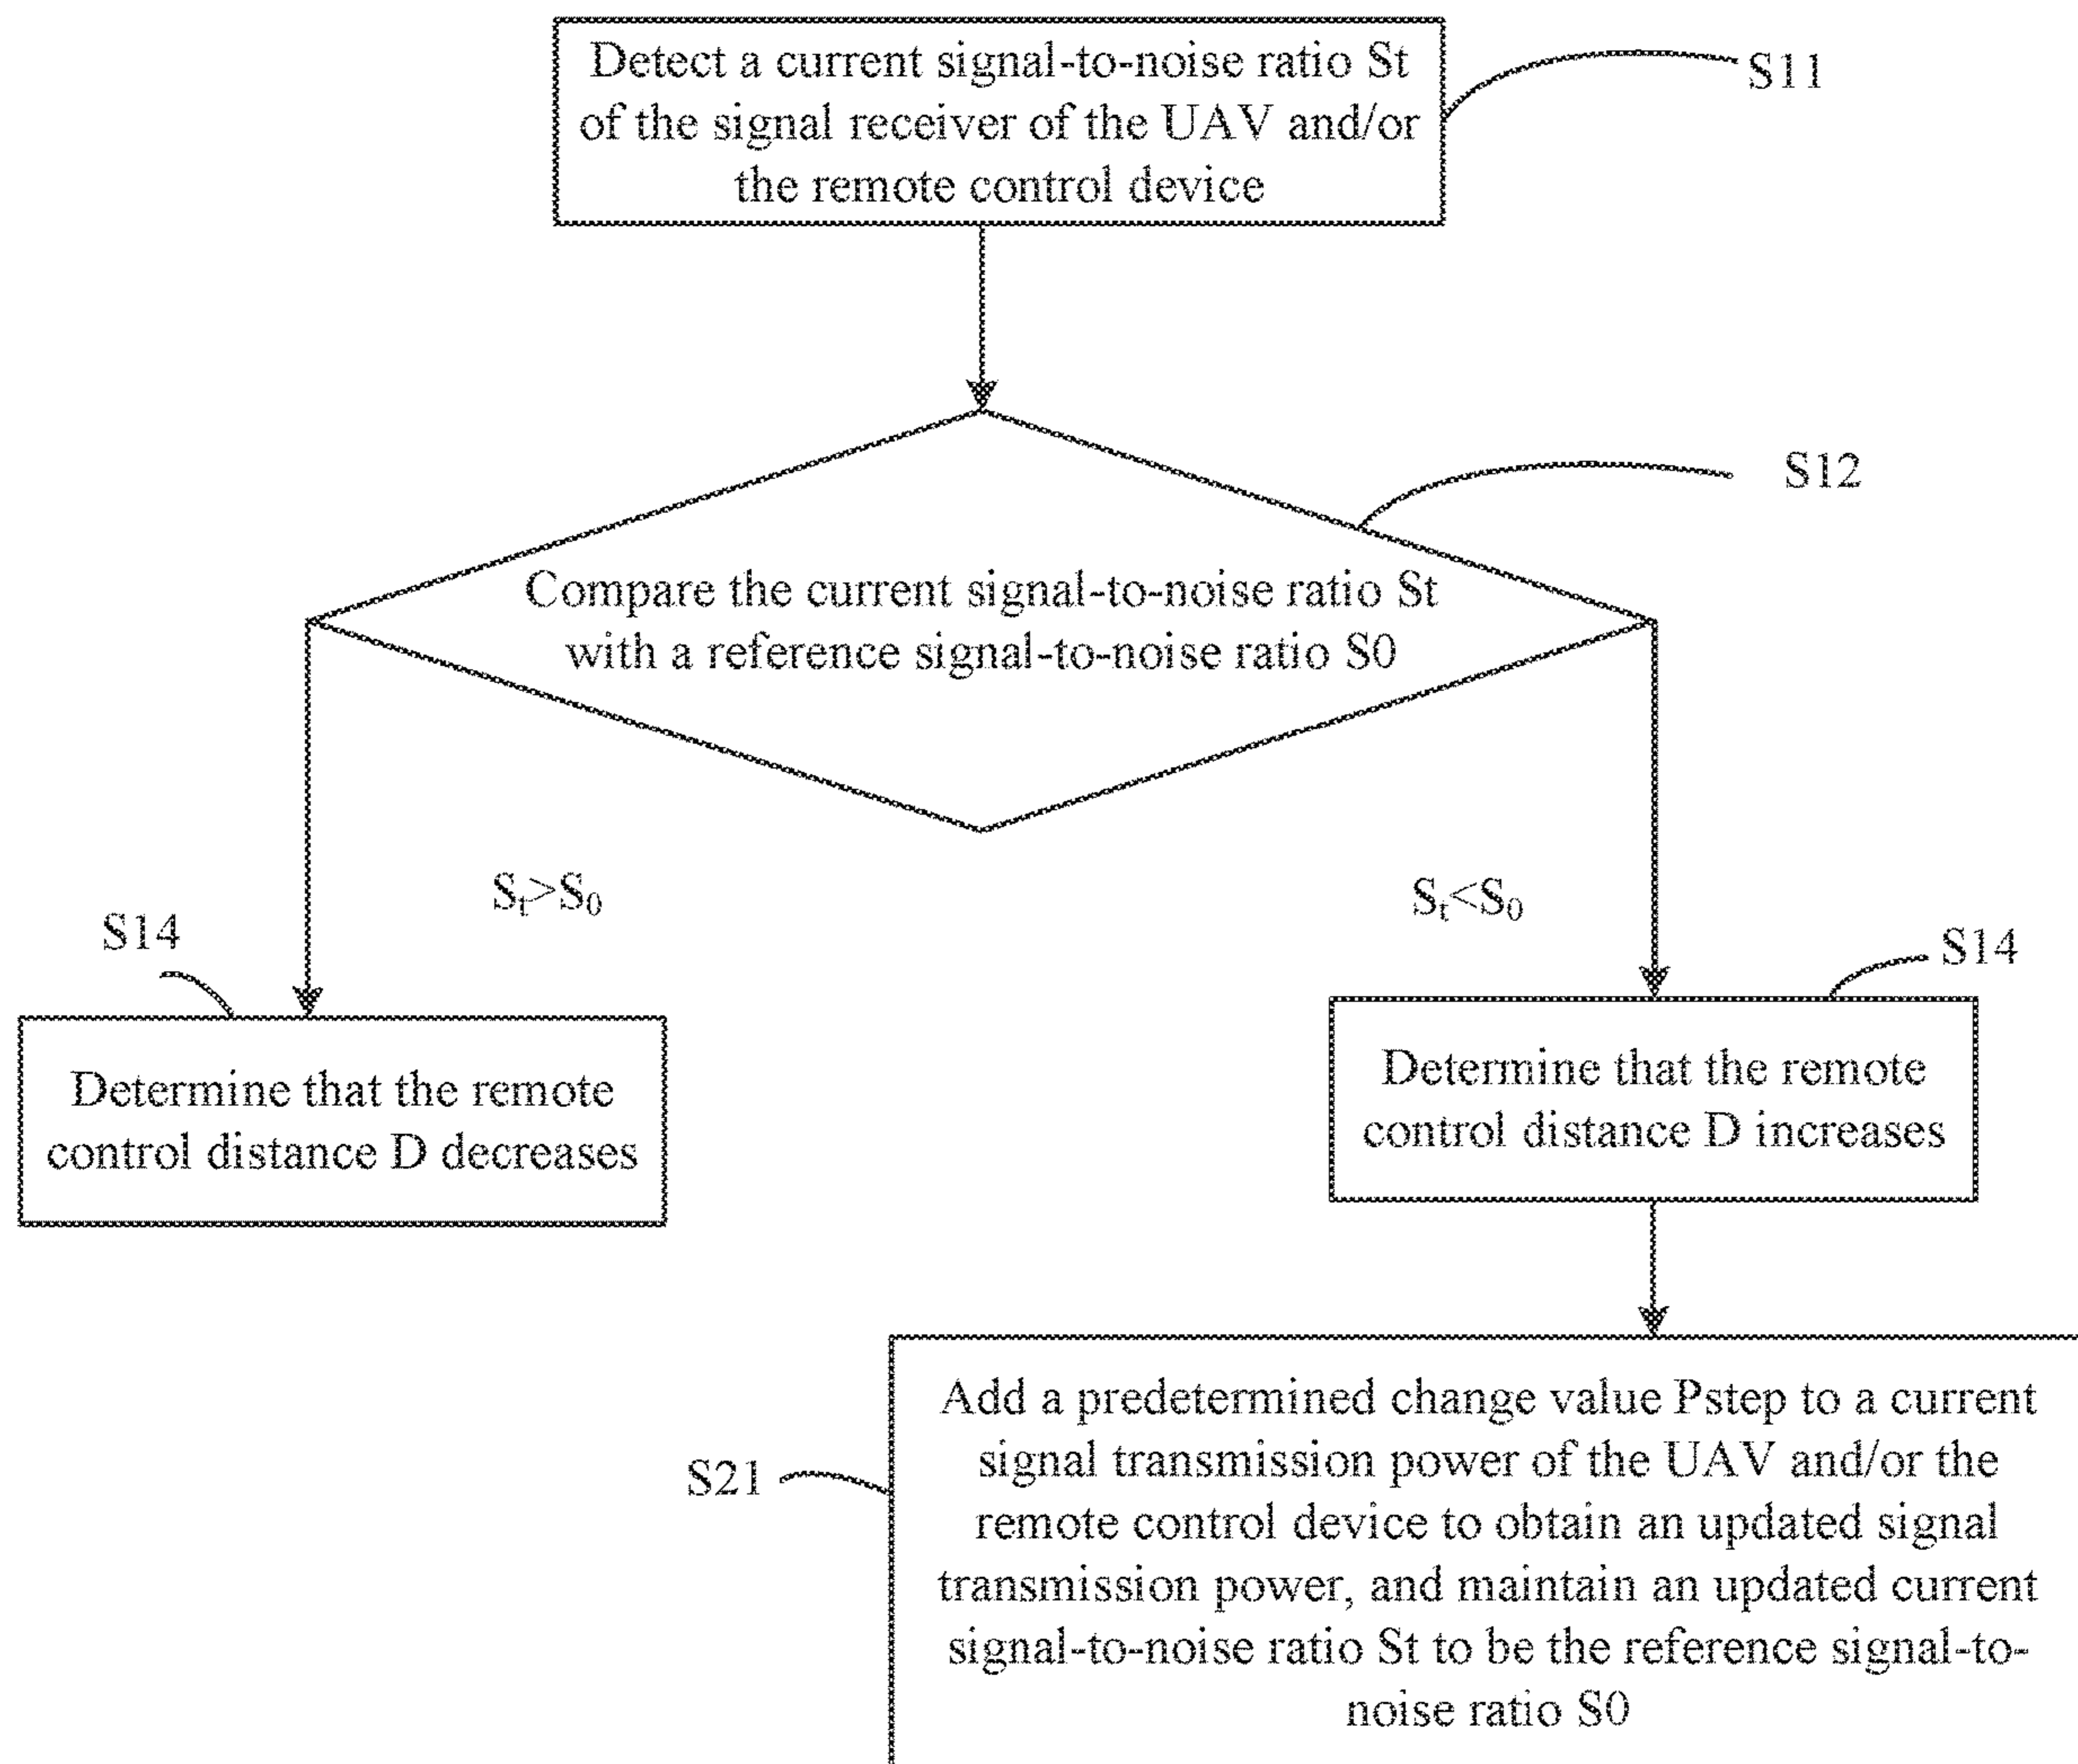 Detect a current signal-to-noise ratio St
of the signal receiver of the UAV and/or
the remote control device
S11
S12
Compare the current signal-to-noise ratio St
with a reference signal-to-noise ratio S0
St>S0
St<S0
S14
S14
Determine that the remote
control distance D decreases
Determine that the remote
control distance D increases
S21
Add a predetermined change value Pstep to a current
signal transmission power of the UAV and/or the
remote control device to obtain an updated signal
transmission power, and maintain an updated current
signal-to-noise ratio St to be the reference signal-to-
noise ratio S0